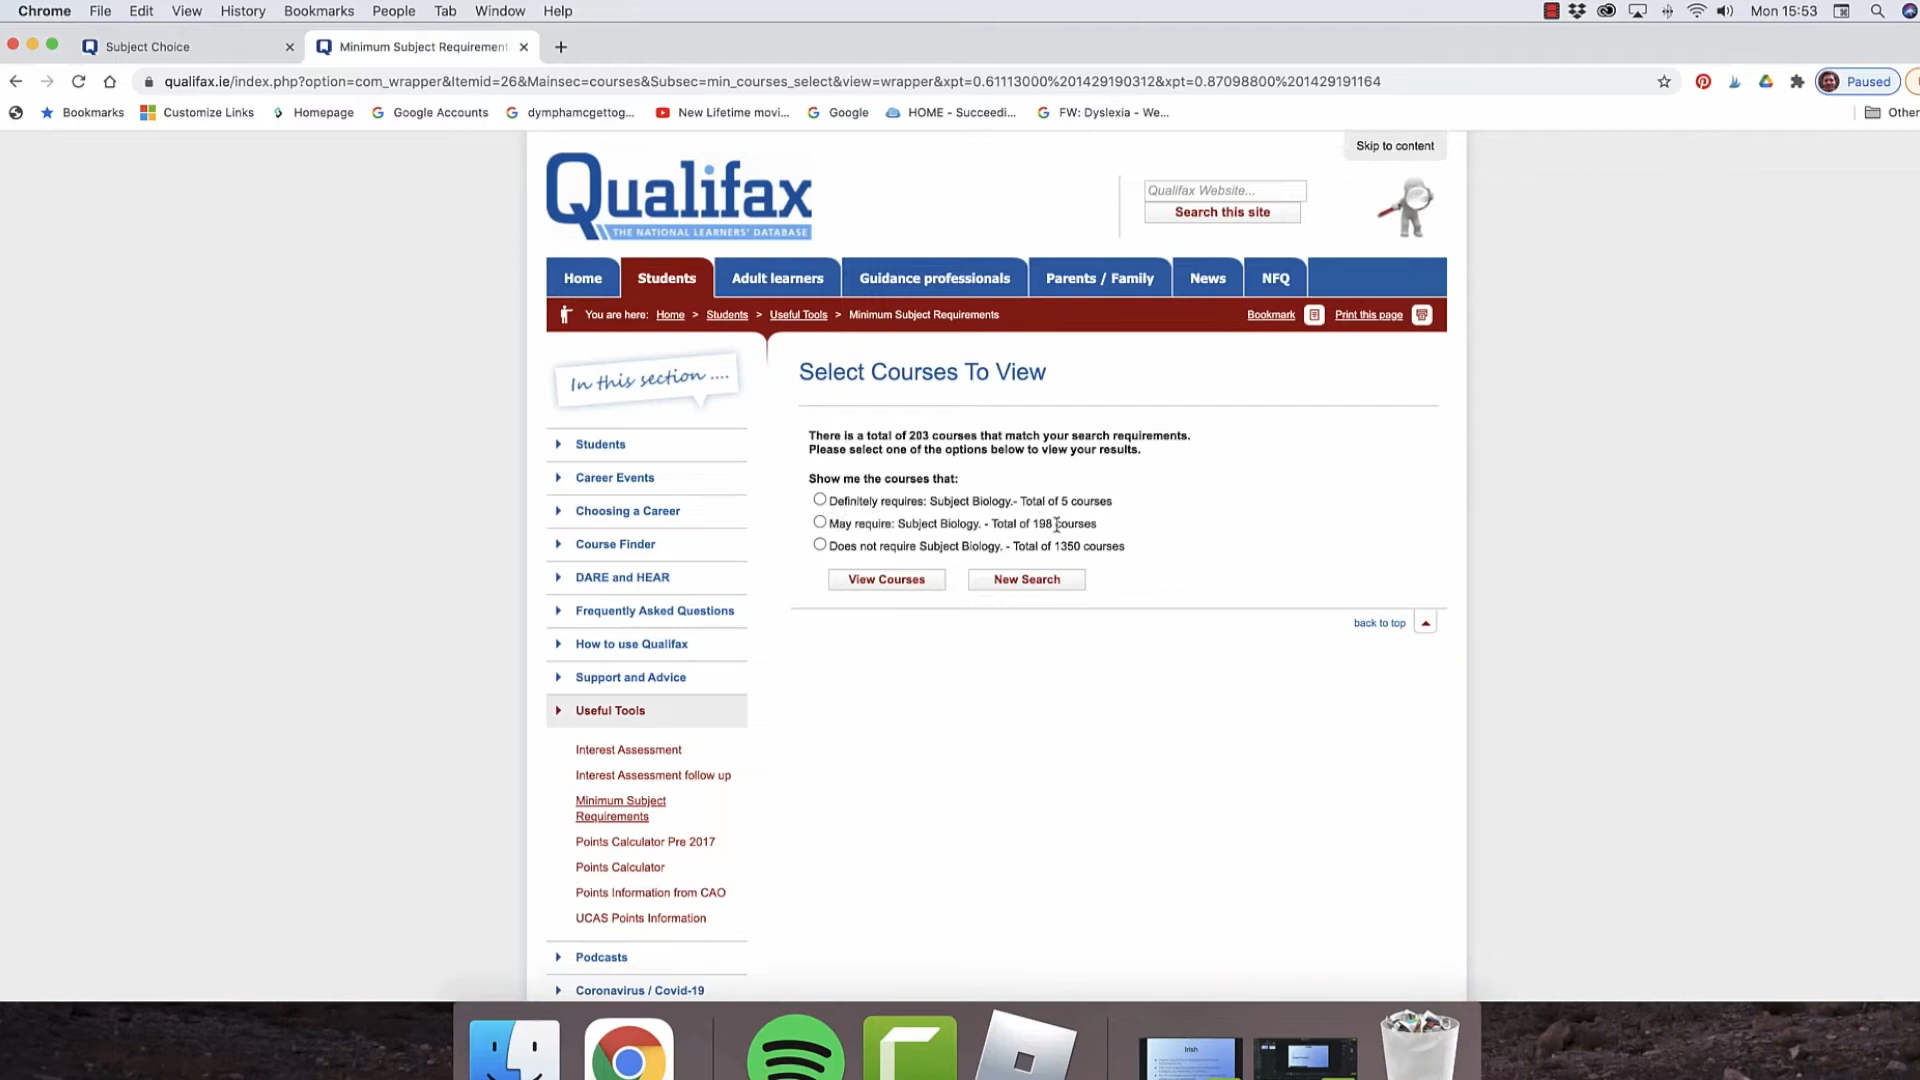 Chrome File Edit View History Bookmarks People Tab Window Help Mon 15:53
Subject Choice
Minimum Subject Requirement
qualifax.ie/index.php?option=com_wrapper&Itemid=26&Mainsec=courses&Subsec=min_courses_select&view=wrapper&xpt=0.61113000%201429190312&xpt=0.87098800%201429191164
Paused
Bookmarks Customize Links Homepage Google Accounts dymphamcgettog... New Lifetime movi... Google HOME - Succeedi... FW: Dyslexia - We... Other
Skip to content
Qualifax
THE NATIONAL LEARNERS' DATABASE
Qualifax Website...
Search this site
Home Students Adult learners Guidance professionals Parents / Family News NFQ
You are here: Home > Students > Useful Tools > Minimum Subject Requirements
Bookmark Print this page
In this section ....
Students
Career Events
Choosing a Career
Course Finder
DARE and HEAR
Frequently Asked Questions
How to use Qualifax
Support and Advice
Useful Tools
Interest Assessment
Interest Assessment follow up
Minimum Subject
Requirements
Points Calculator Pre 2017
Points Calculator
Points Information from CAO
UCAS Points Information
Podcasts
Coronavirus / Covid-19
Select Courses To View
There is a total of 203 courses that match your search requirements.
Please select one of the options below to view your results.
Show me the courses that:
Definitely requires: Subject Biology.- Total of 5 courses
May require: Subject Biology. - Total of 198 courses
Does not require Subject Biology. - Total of 1350 courses
View Courses New Search
back to top
Irish